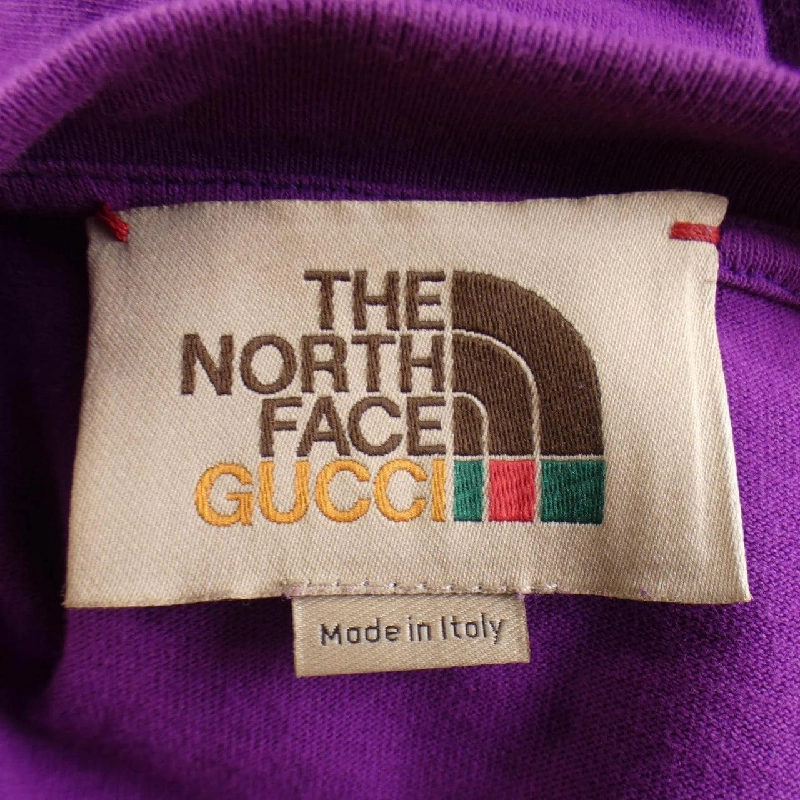 THE
NORTH
FACE
GUCCI
Made in Italy